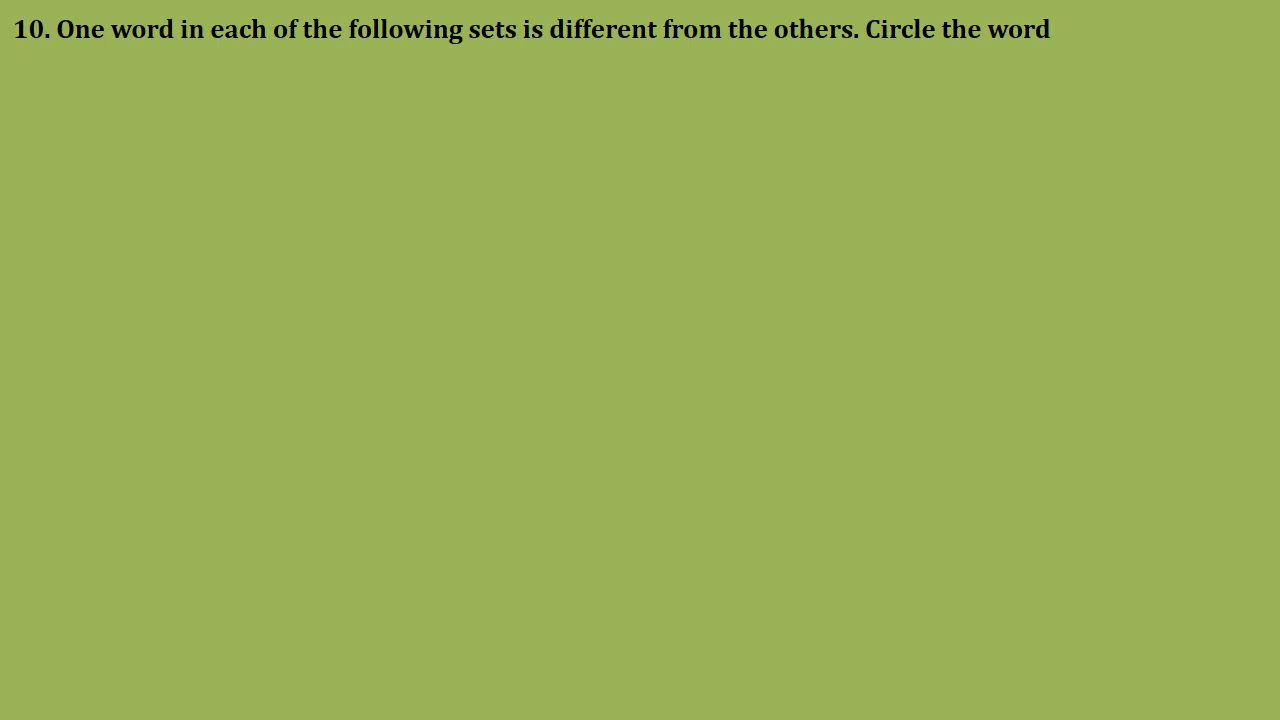 10. One word in each of the following sets is different from the others. Circle the word